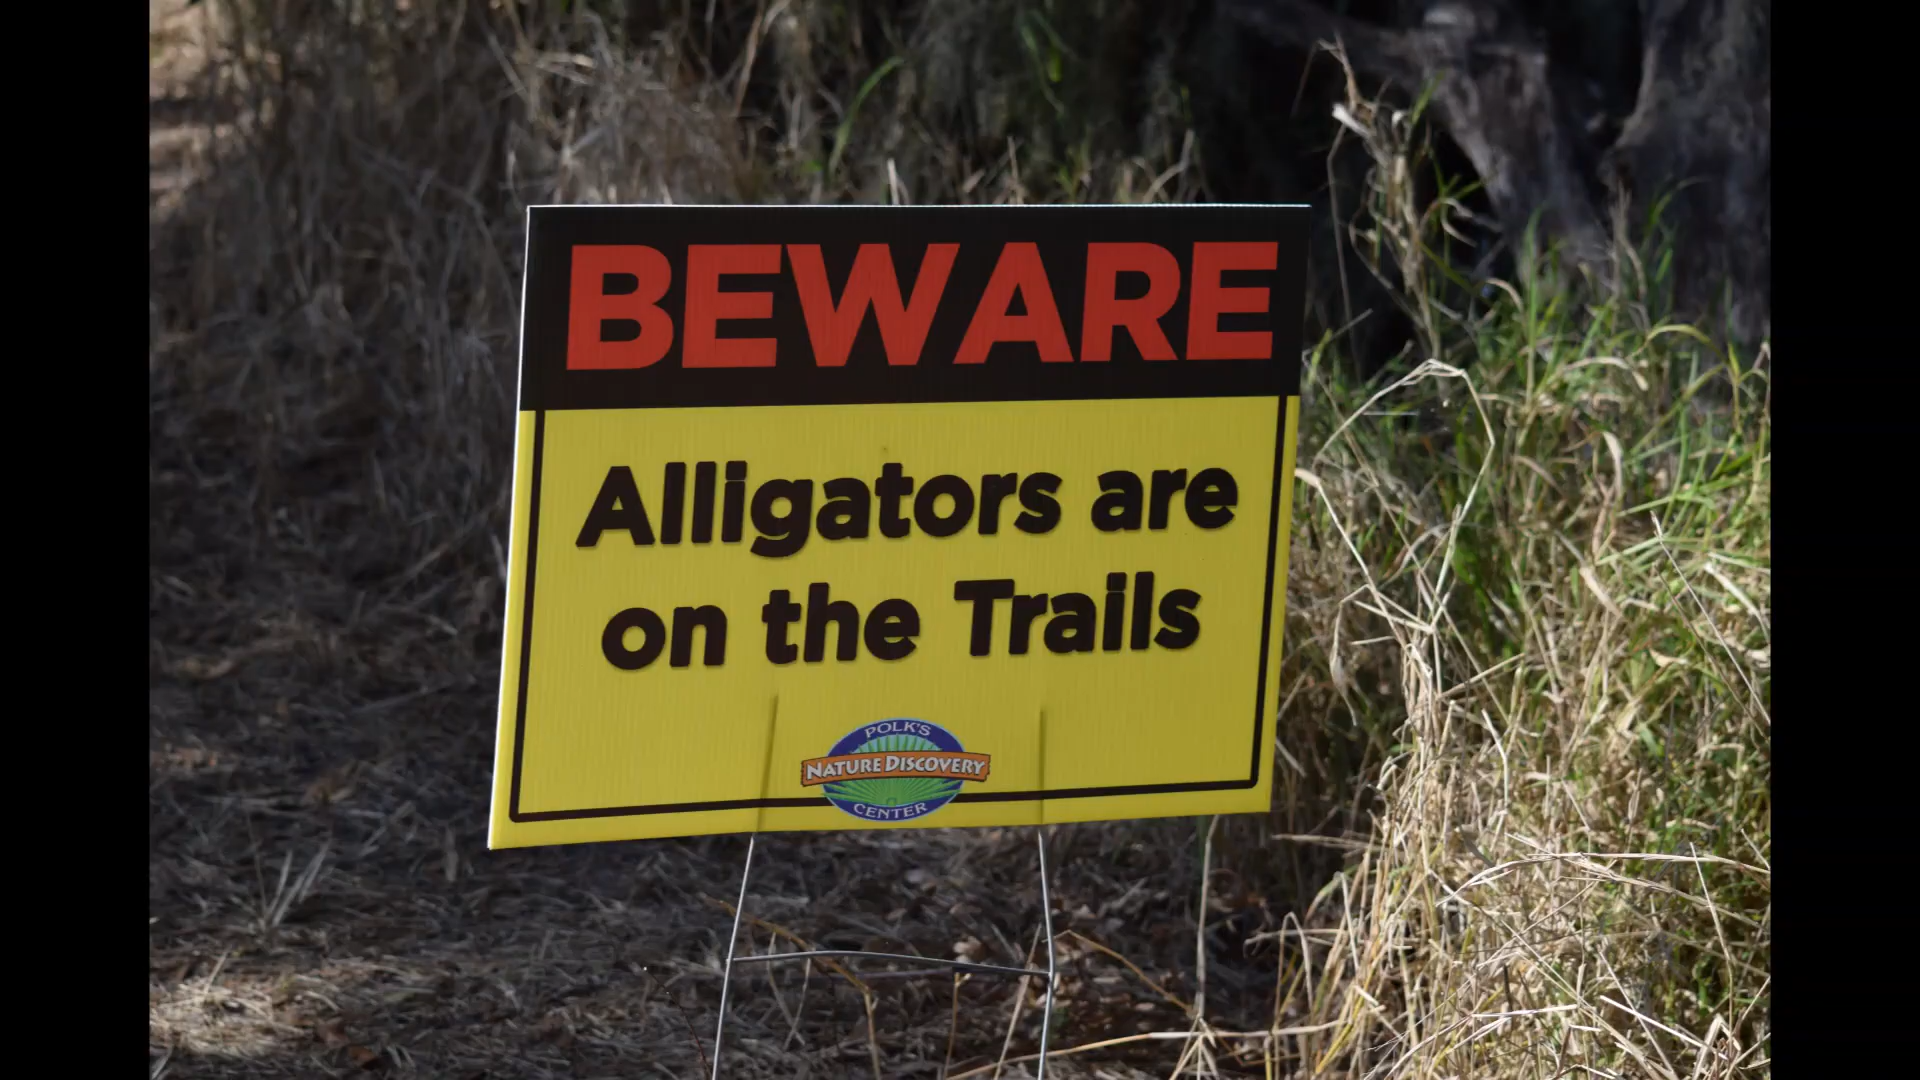 BEWARE
Alligators are
on the Trails
POLK'S
NATURE DISCOVERY
CENTER